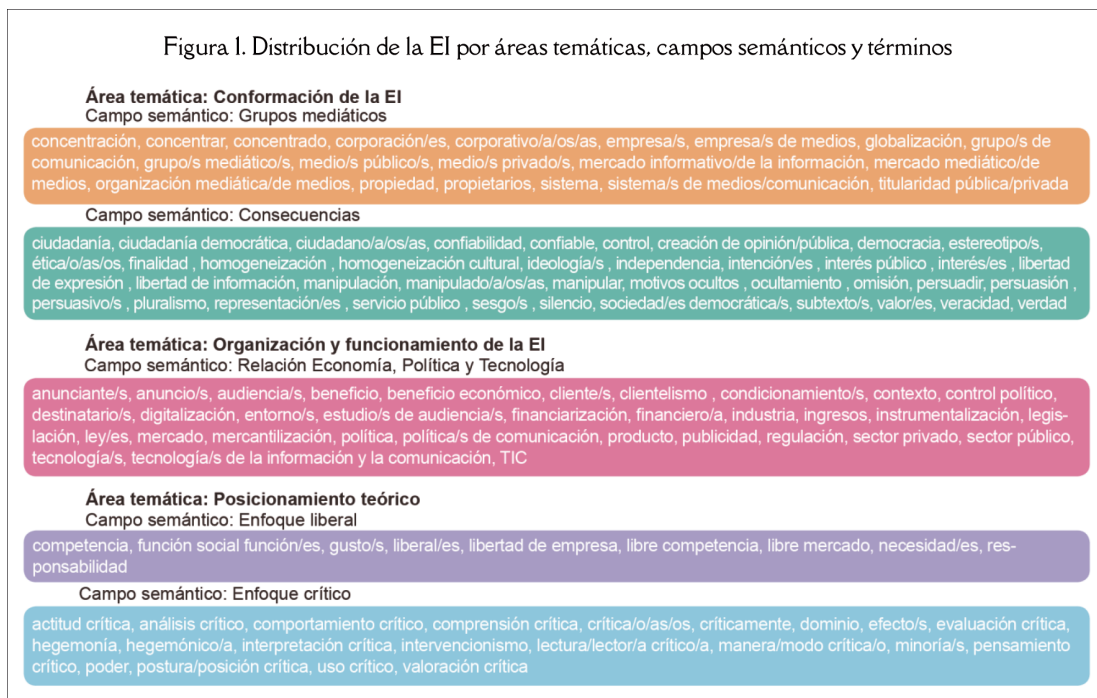 Figura 1. Distribución de la EI por áreas temáticas, campos semánticos y términos
Área temática: Conformación de la EI
Campo semántico: Grupos mediáticos
concentración, concentrar, concentrado, corporación/es, corporativo/a/os/as, empresa/s, empresa/s de medios, globalización, grupo/s de
comunicación, grupo/s mediático/s, medio/s público/s, medio/s privado/s, mercado informativo/de la información, mercado mediático/de
medios, organización mediática/de medios, propiedad, propietarios, sistema, sistema/s de medios/comunicación, titularidad pública/privada
Campo semántico: Consecuencias
ciudadanía, ciudadanía democrática, ciudadano/a/os/as, confiabilidad, confiable, control, creación de opinión/pública, democracia, estereotipo/s,
ética/o/as/os, finalidad , homogeneización , homogeneización cultural, ideología/s , independencia, intención/es , interés público , interés/es , libertad
de expresión , libertad de información, manipulación, manipulado/a/os/as, manipular, motivos ocultos , ocultamiento , omisión, persuadir, persuasión ,
persuasivo/s , pluralismo, representación/es , servicio público , sesgo/s , silencio, sociedad/es democrática/s, subtexto/s, valor/es, veracidad, verdad
Área temática: Organización y funcionamiento de la EI
Campo semántico: Relación Economía, Política y Tecnología
anunciante/s, anuncio/s, audiencia/s, beneficio, beneficio económico, cliente/s, clientelismo , condicionamiento/s, contexto, control político,
destinatario/s, digitalización, entorno/s, estudio/s de audiencia/s, financiarización, financiero/a, industria, ingresos, instrumentalización, legis-
lación, ley/es, mercado, mercantilización, política, política/s de comunicación, producto, publicidad, regulación, sector privado, sector público,
tecnología/s, tecnología/s de la información y la comunicación, TIC
Área temática: Posicionamiento teórico
Campo semántico: Enfoque liberal
competencia, función social función/es, gusto/s, liberal/es, libertad de empresa, libre competencia, libre mercado, necesidad/es, res-
ponsabilidad
Campo semántico: Enfoque crítico
actitud crítica, análisis crítico, comportamiento crítico, comprensión crítica, crítica/o/as/os, críticamente, dominio, efecto/s, evaluación crítica,
hegemonía, hegemónico/a, interpretación crítica, intervencionismo, lectura/lector/a crítico/a, manera/modo crítica/o, minoría/s, pensamiento
crítico, poder, postura/posición crítica, uso crítico, valoración crítica